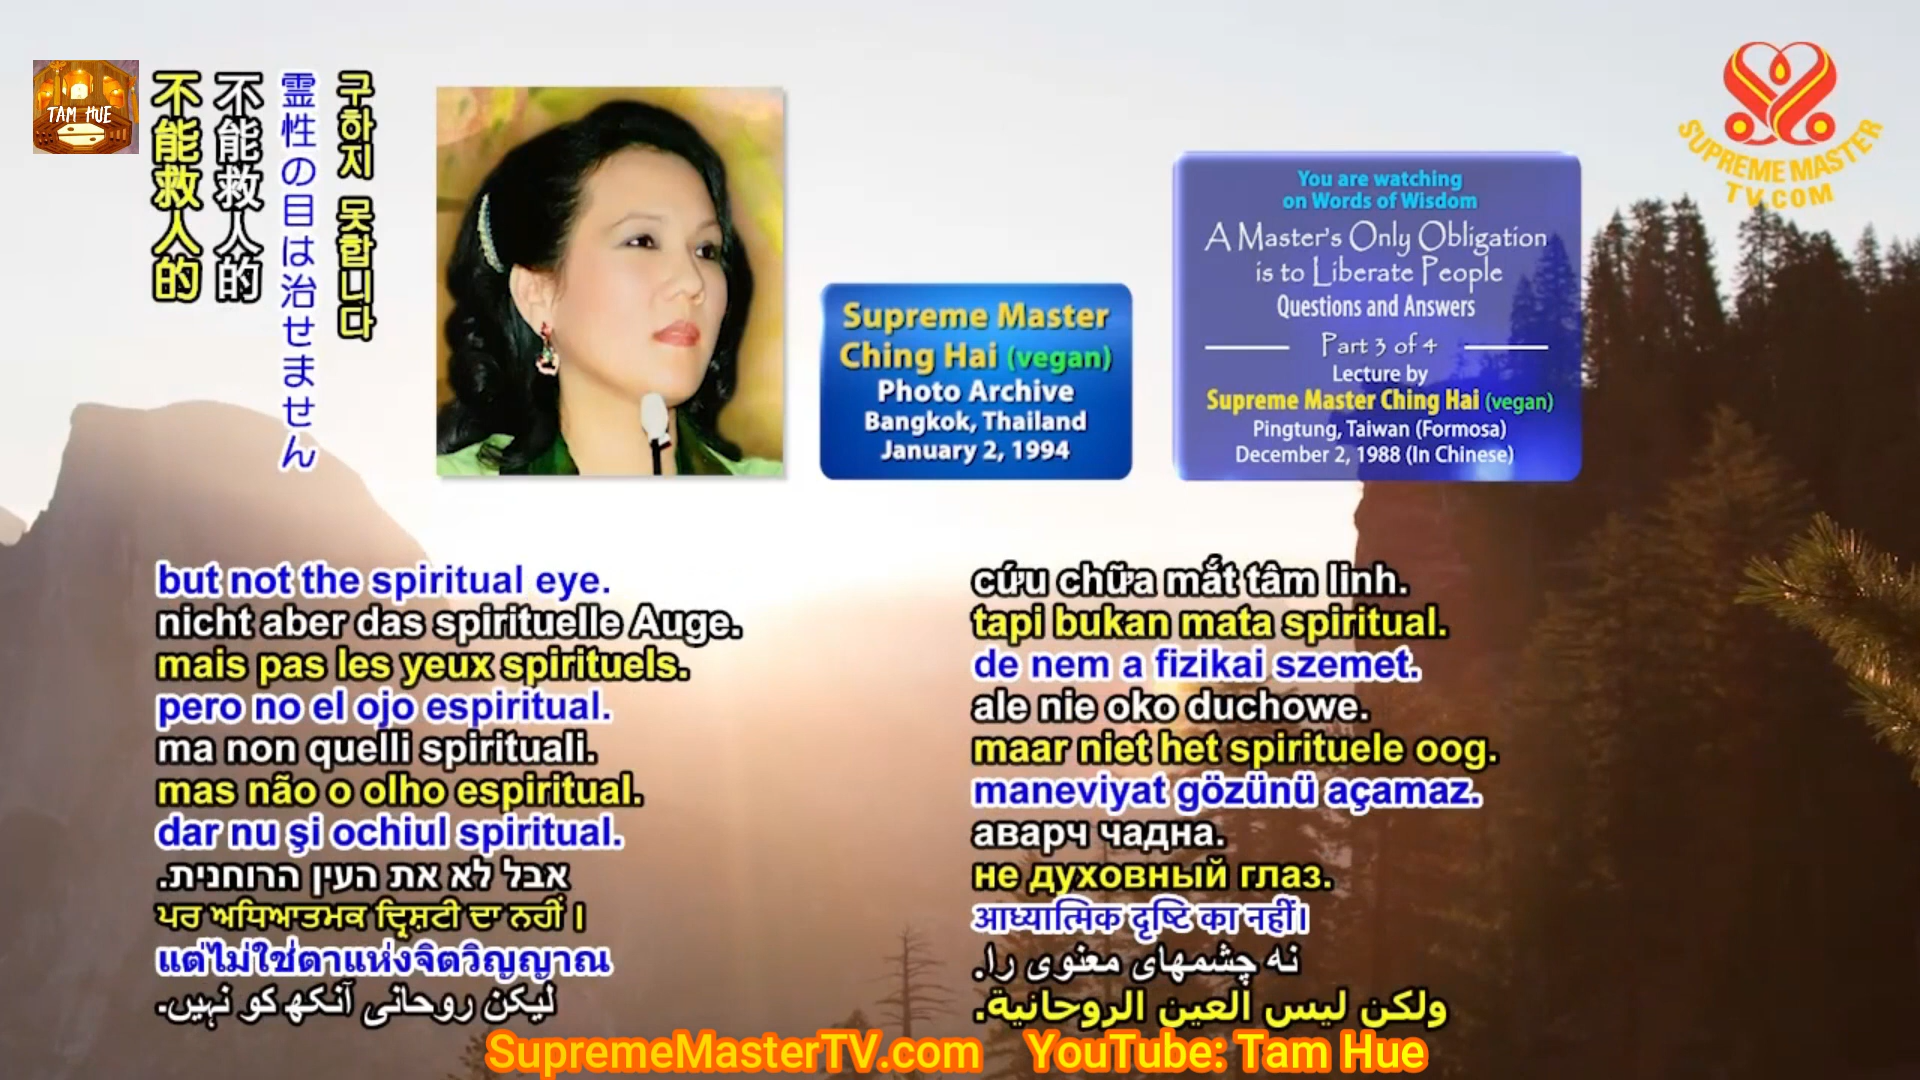 TAM HUE
不能救人的
不能救人的
霊性の目は治せません
구하지 못합니다
SUPREME MASTER
TV.COM
You are watching
on Words of Wisdom
A Master's Only Obligation
is to Liberate People
Questions and Answers
Part 3 of 4
Lecture by
Supreme Master Ching Hai (vegan)
Pingtung, Taiwan (Formosa)
December 2, 1988 (In Chinese)
Supreme Master
Ching Hai (vegan)
Photo Archive
Bangkok, Thailand
January 2, 1994
but not the spiritual eye.
nicht aber das spirituelle Auge.
mais pas les yeux spirituels.
pero no el ojo espiritual.
ma non quelli spirituali.
mas não o olho espiritual.
dar nu şi ochiul spiritual.
אבל לא את העין הרוחנית.
ਪਰ ਅਧਿਆਤਮਕ ਦ੍ਰਿਸ਼ਟੀ ਦਾ ਨਹੀਂ।
แต่ไม่ใช่ตาแห่งจิตวิญญาณ
لیکن روحانی آنکھ کو نہیں.
cứu chữa mắt tâm linh.
tapi bukan mata spiritual.
de nem a fizikai szemet.
ale nie oko duchowe.
maar niet het spirituele oog.
maneviyat gözünü açamaz.
аварч чадна.
не духовный глаз.
आध्यात्मिक दृष्टि का नहीं।
نه چشمهای معنوی را.
ولكن ليس العين الروحانية.
SupremeMasterTV.com YouTube: Tam Hue